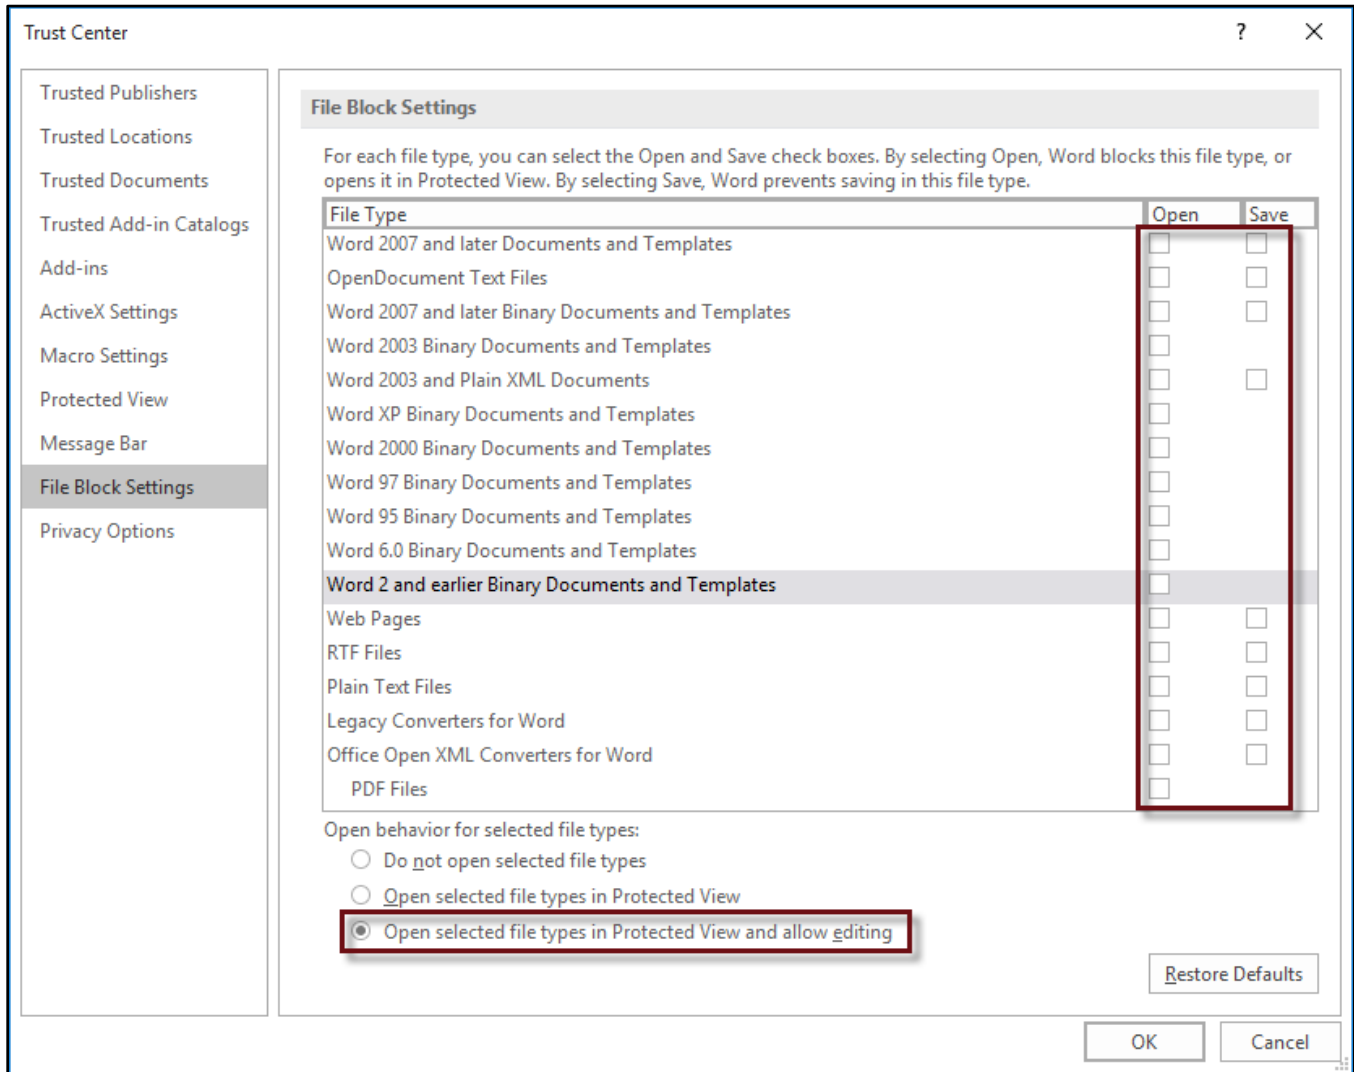 Trust Center
?
Trusted Publishers
Trusted Locations
Trusted Documents
Trusted Add-in Catalogs
Add-ins
ActiveX Settings
Macro Settings
Protected View
Message Bar
File Block Settings
Privacy Options
File Block Settings
For each file type, you can select the Open and Save check boxes. By selecting Open, Word blocks this file type, or
opens it in Protected View. By selecting Save, Word prevents saving in this file type.
File Type Open Save
Word 2007 and later Documents and Templates
OpenDocument Text Files
Word 2007 and later Binary Documents and Templates
Word 2003 Binary Documents and Templates
Word 2003 and Plain XML Documents
Word XP Binary Documents and Templates
Word 2000 Binary Documents and Templates
Word 97 Binary Documents and Templates
Word 95 Binary Documents and Templates
Word 6.0 Binary Documents and Templates
Word 2 and earlier Binary Documents and Templates
Web Pages
RTF Files
Plain Text Files
Legacy Converters for Word
Office Open XML Converters for Word
PDF Files
Open behavior for selected file types:
Do not open selected file types
Open selected file types in Protected View
Open selected file types in Protected View and allow editing
Restore Defaults
OK Cancel